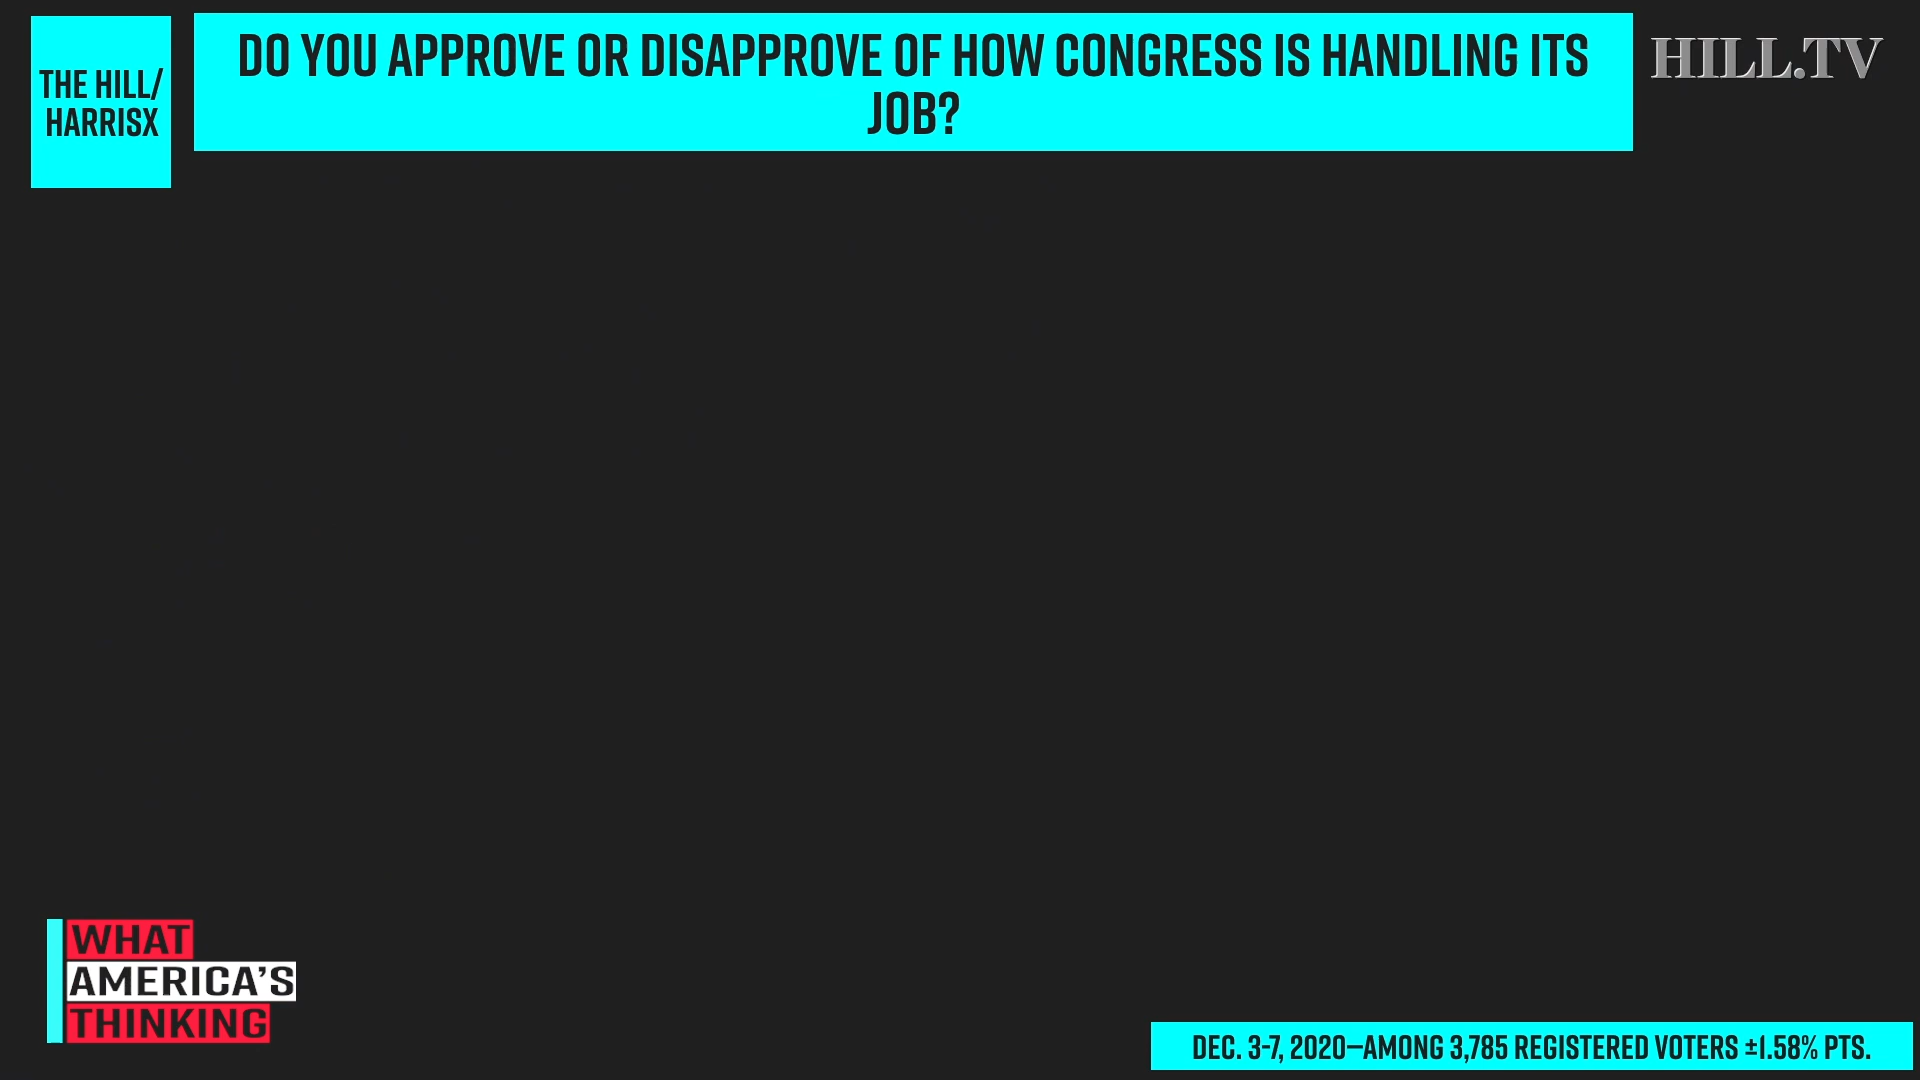 THE HILL/
HARRISX
DO YOU APPROVE OR DISAPPROVE OF HOW CONGRESS IS HANDLING ITS
JOB?
HILL.TV
WHAT
AMERICA'S
THINKING
DEC. 3-7, 2020–AMONG 3,785 REGISTERED VOTERS ±1.58% PTS.